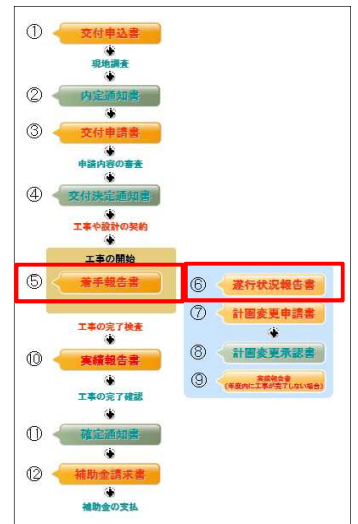 ① 交付申込書
現地調査
② 内定通知書
③ 交付申請書
申請内容の審査
④ 交付決定通知書
工事や設計の契約
工事の開始
⑤ 着手報告書
⑥ 遂行状況報告書
⑦ 計画変更申請書
⑧ 計画変更承認書
⑨ 実績報告書
(年度内に工事が完了しない場合)
工事の完了検査
⑩ 実績報告書
工事の完了確認
⑪ 確定通知書
⑫ 補助金請求書
補助金の支払